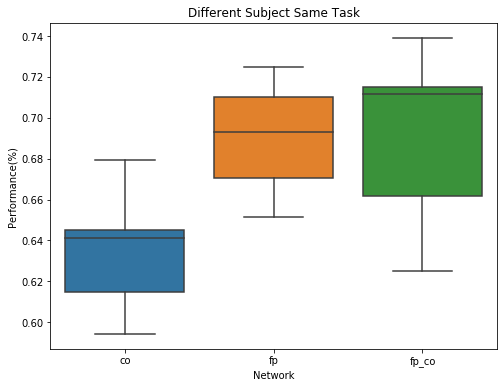 Different Subject Same Task
Performance(%)
0.74
0.72
0.70
0.68
0.66
0.64
0.62
0.60
co
fp
fp_co
Network